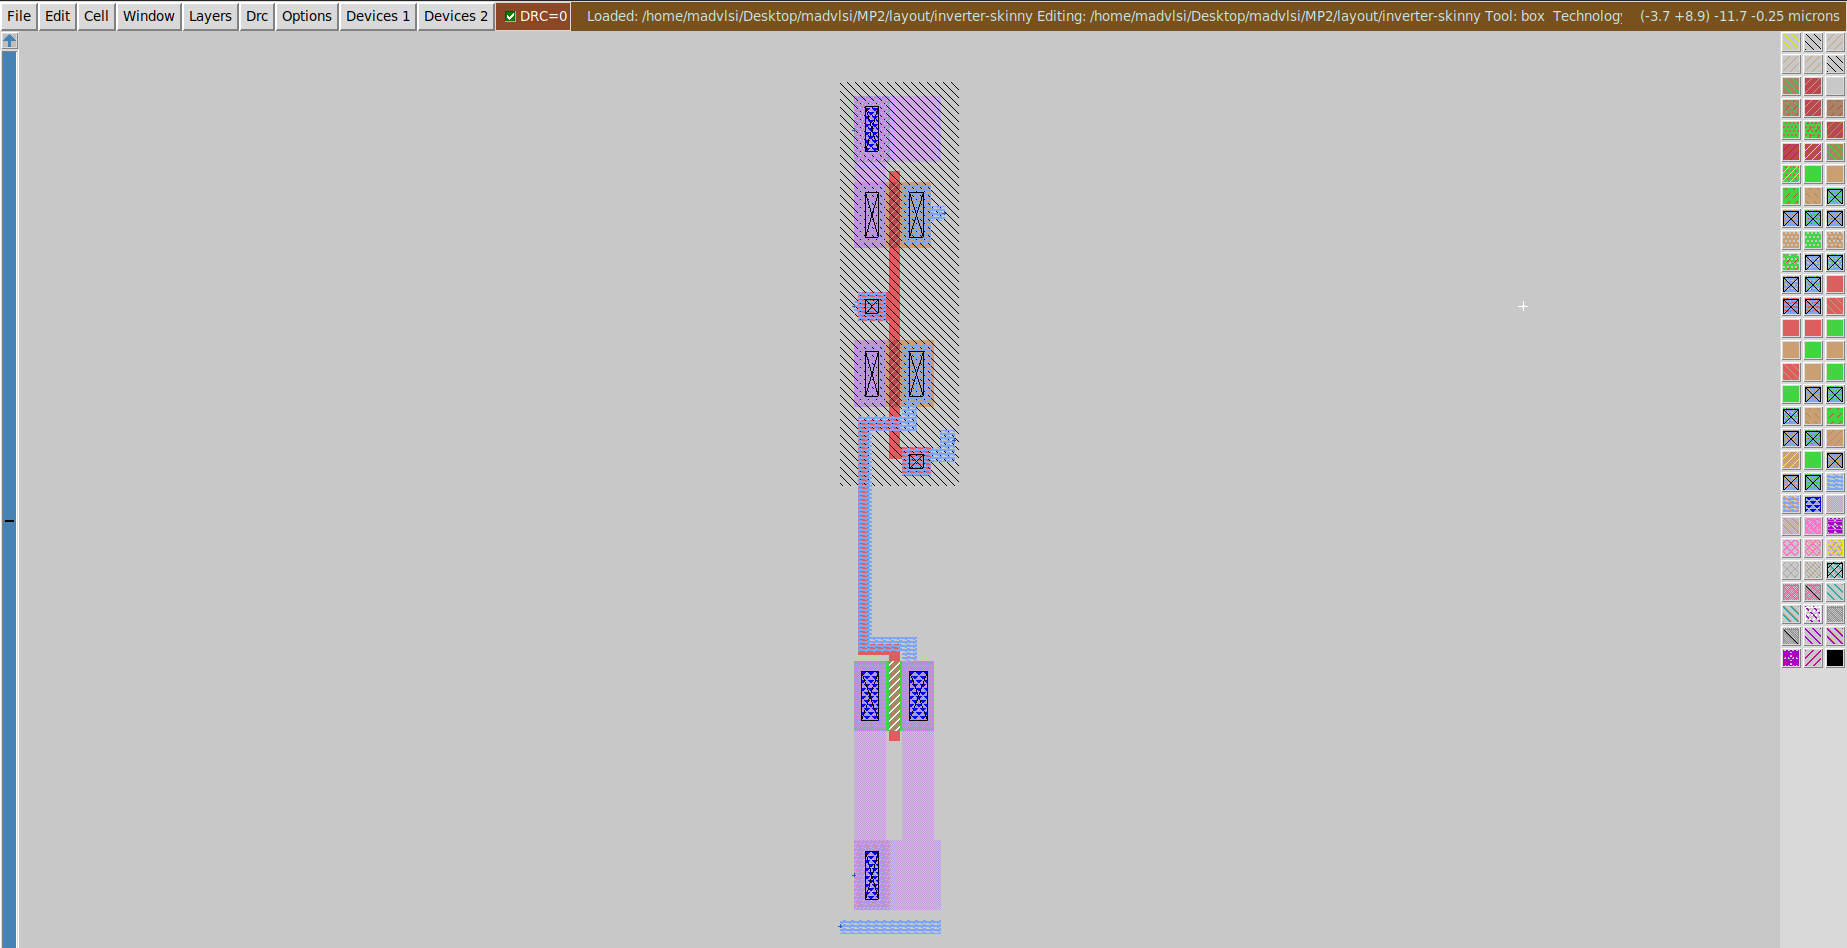 File Edit Cell Window Layers Drc Options Devices 1 Devices 2 DRC=0 Loaded: /home/madvlsi/Desktop/madvlsi/MP2/layout/inverter-skinny Editing: /home/madvlsi/Desktop/madvlsi/MP2/layout/inverter-skinny Tool: box Technolog (-3.7 +8.9) -11.7 -0.25 microns